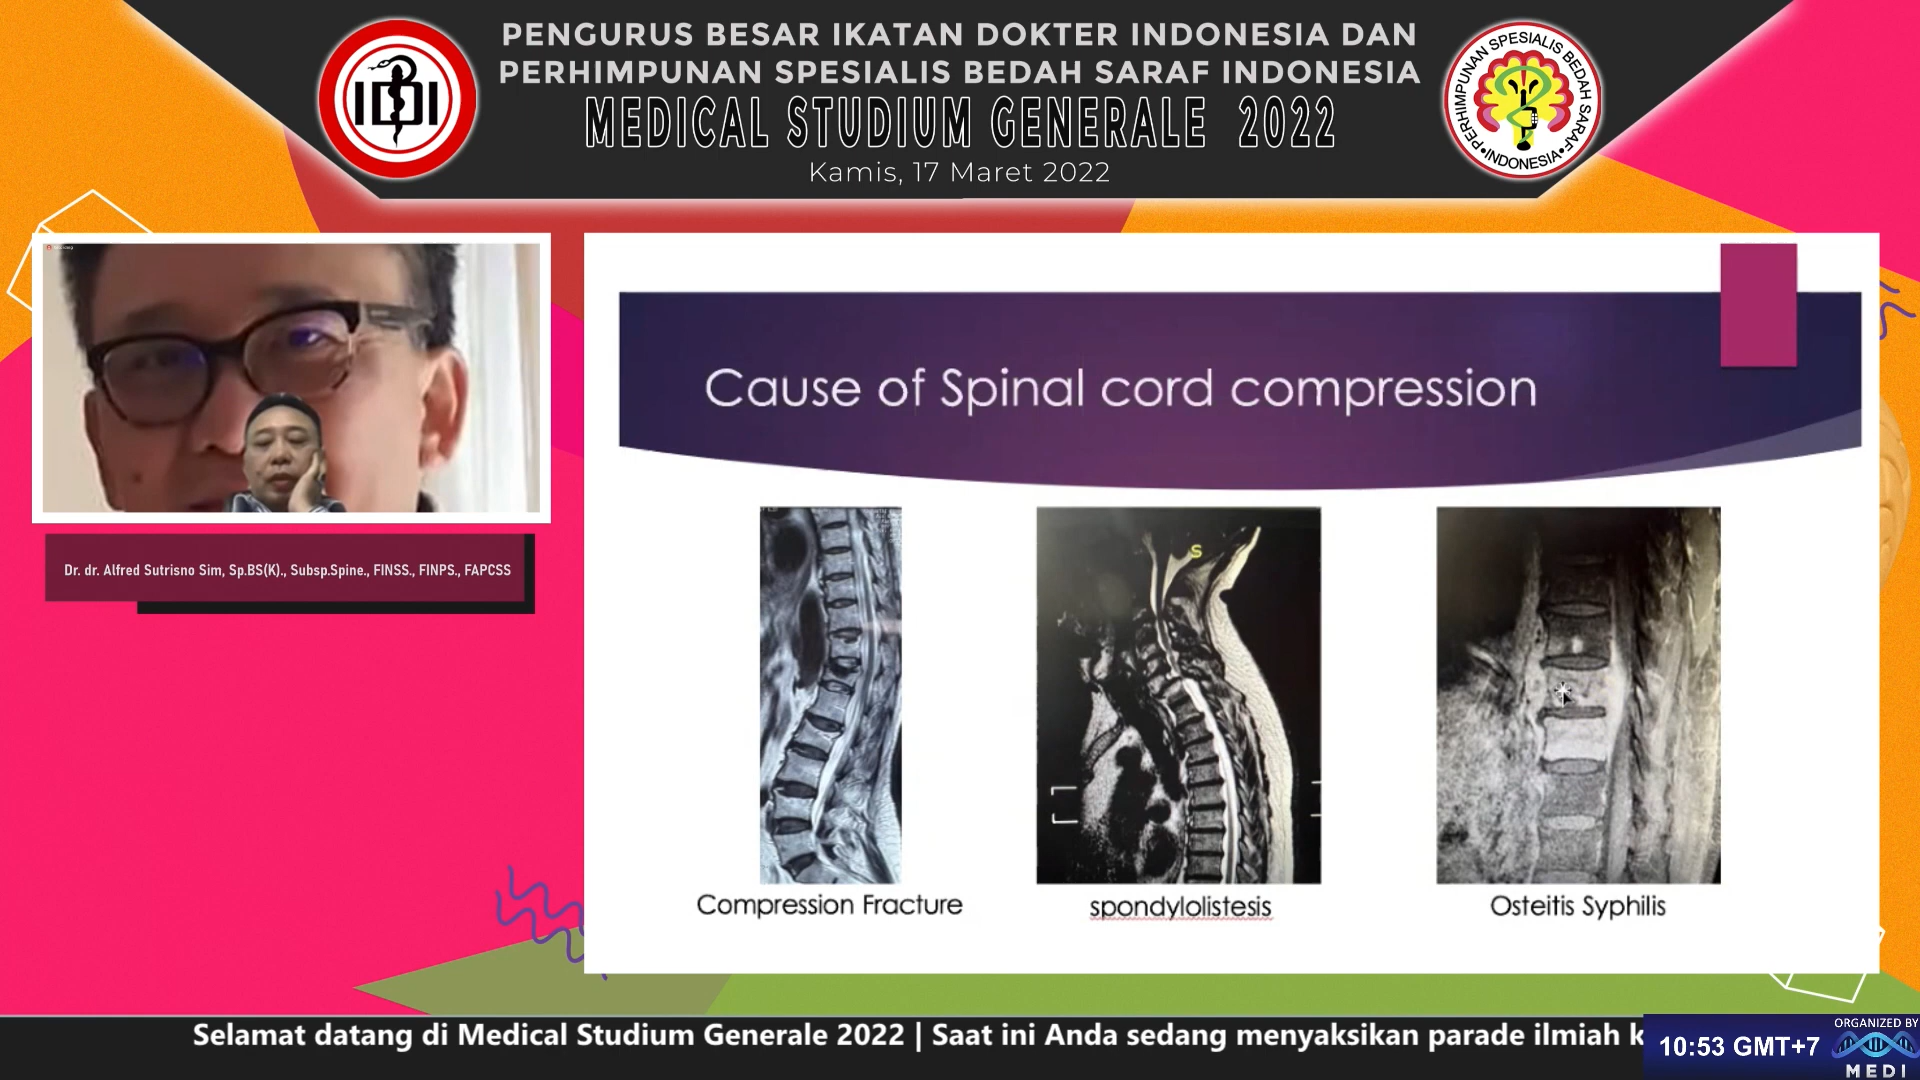 PENGURUS BESAR IKATAN DOKTER INDONESIA DAN
PERHIMPUNAN SPESIALIS BEDAH SARAF INDONESIA
MEDICAL STUDIUM GENERALE 2022
Kamis, 17 Maret 2022
IDI
PERHIMPUNAN SPESIALIS BEDAH SARAF
•INDONESIA•
Dr. dr. Alfred Sutrisno Sim, Sp.BS(K)., Subsp.Spine., FINSS., FINPS., FAPCSS
Cause of Spinal cord compression
S
Compression Fracture
spondylolistesis
Osteitis Syphilis
Selamat datang di Medical Studium Generale 2022 | Saat ini Anda sedang menyaksikan parade ilmiah k
10:53 GMT+7
ORGANIZED BY
MEDI